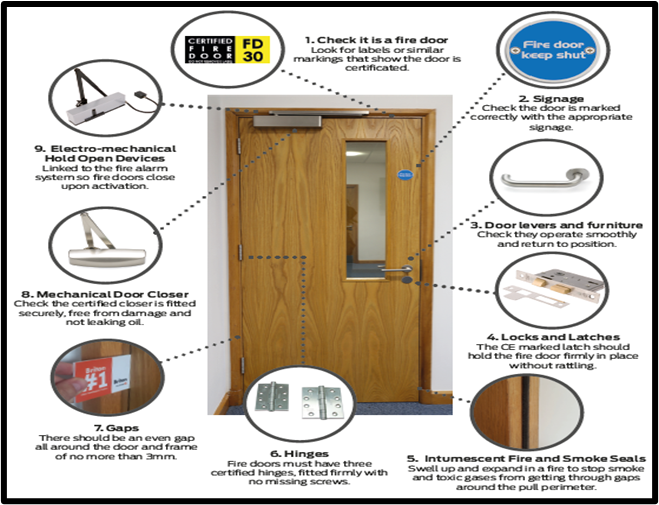 CERTIFIED
FIRE
DOOR
FD
30
1. Check it is a fire door
Look for labels or similar
markings that show the door is
certificated.
Fire door
keep shut
2. Signage
Check the door is marked
correctly with the appropriate
signage.
3. Door levers and furniture
Check they operate smoothly
and return to position.
4. Locks and Latches
The CE marked latch should
hold the fire door firmly in place
without rattling.
5. Intumescent Fire and Smoke Seals
Swell up and expand in a fire to stop smoke
and toxic gases from getting through gaps
around the pull perimeter.
6. Hinges
Fire doors must have three
certified hinges, fitted firmly with
no missing screws.
#1
Briton
7. Gaps
There should be an even gap
all around the door and frame
of no more than 3mm.
8. Mechanical Door Closer
Check the certified closer is fitted
securely, free from damage and
not leaking oil.
9. Electro-mechanical
Hold Open Devices
Linked to the fire alarm
system so fire doors close
upon activation.